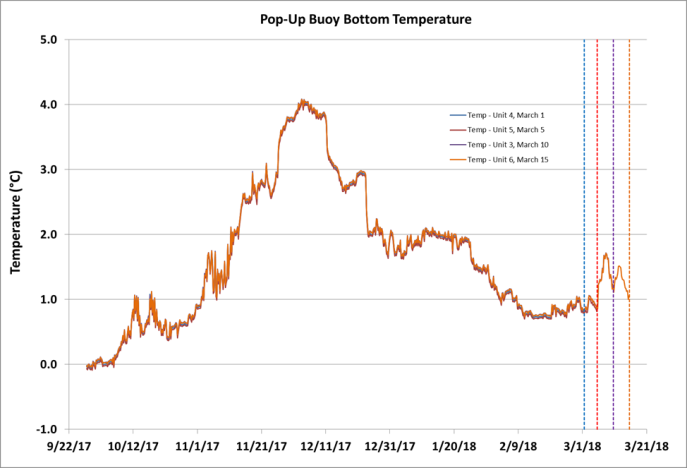 Pop-Up Buoy Bottom Temperature
5.0
4.0
3.0
2.0
1.0
0.0
-1.0
Temperature (°C)
Temp - Unit 4, March 1
Temp - Unit 5, March 5
Temp - Unit 3, March 10
Temp - Unit 6, March 15
9/22/17 10/12/17 11/1/17 11/21/17 12/11/17 12/31/17 1/20/18 2/9/18 3/1/18 3/21/18